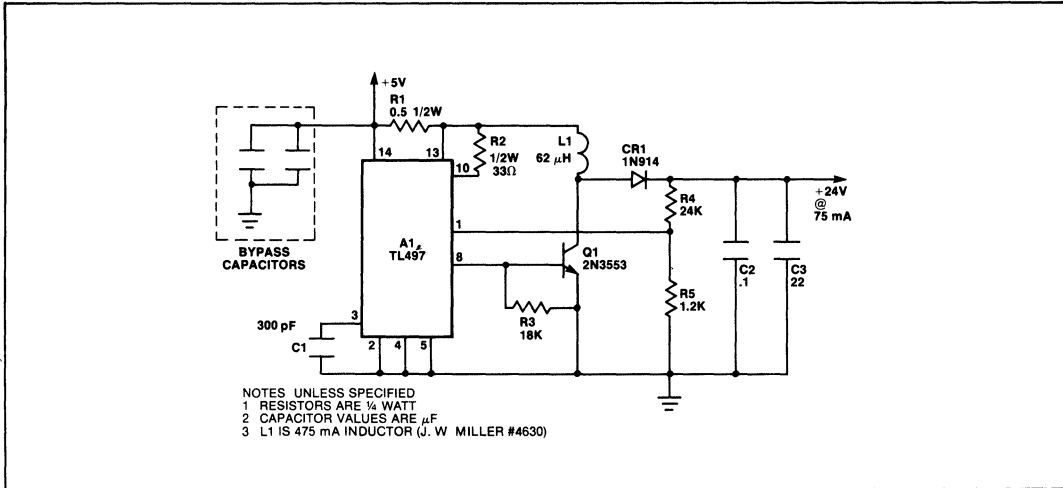 +5V
R1
0.5 1/2W
14
13
R2
1/2W
33Ω
10
L1
62 μH
CR1
1N914
+24V
@
75 mA
R4
24K
1
A1
TL497
8
Q1
2N3553
BYPASS
CAPACITORS
R5
1.2K
C2
.1
C3
22
R3
18K
3
300 pF
C1
2 4 5
NOTES UNLESS SPECIFIED
1 RESISTORS ARE ¼ WATT
2 CAPACITOR VALUES ARE μF
3 L1 IS 475 mA INDUCTOR (J. W MILLER #4630)